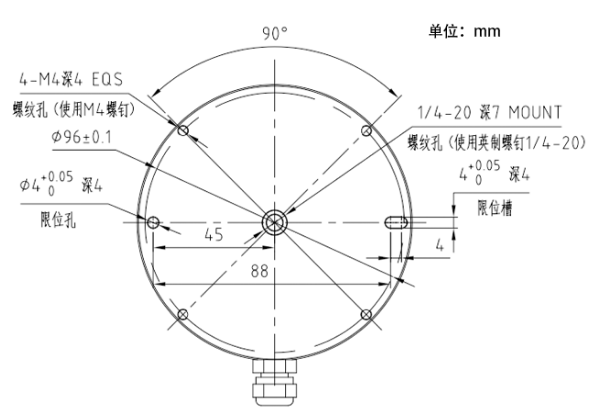 90°
单位：mm
4-M4深4 EQS
螺纹孔(使用M4螺钉)
1/4-20 深7 MOUNT
螺纹孔(使用英制螺钉1/4-20)
Φ96±0.1
4 +0.05 0 深4
限位槽
Φ4 +0.05 0 深4
限位孔
45
4
88